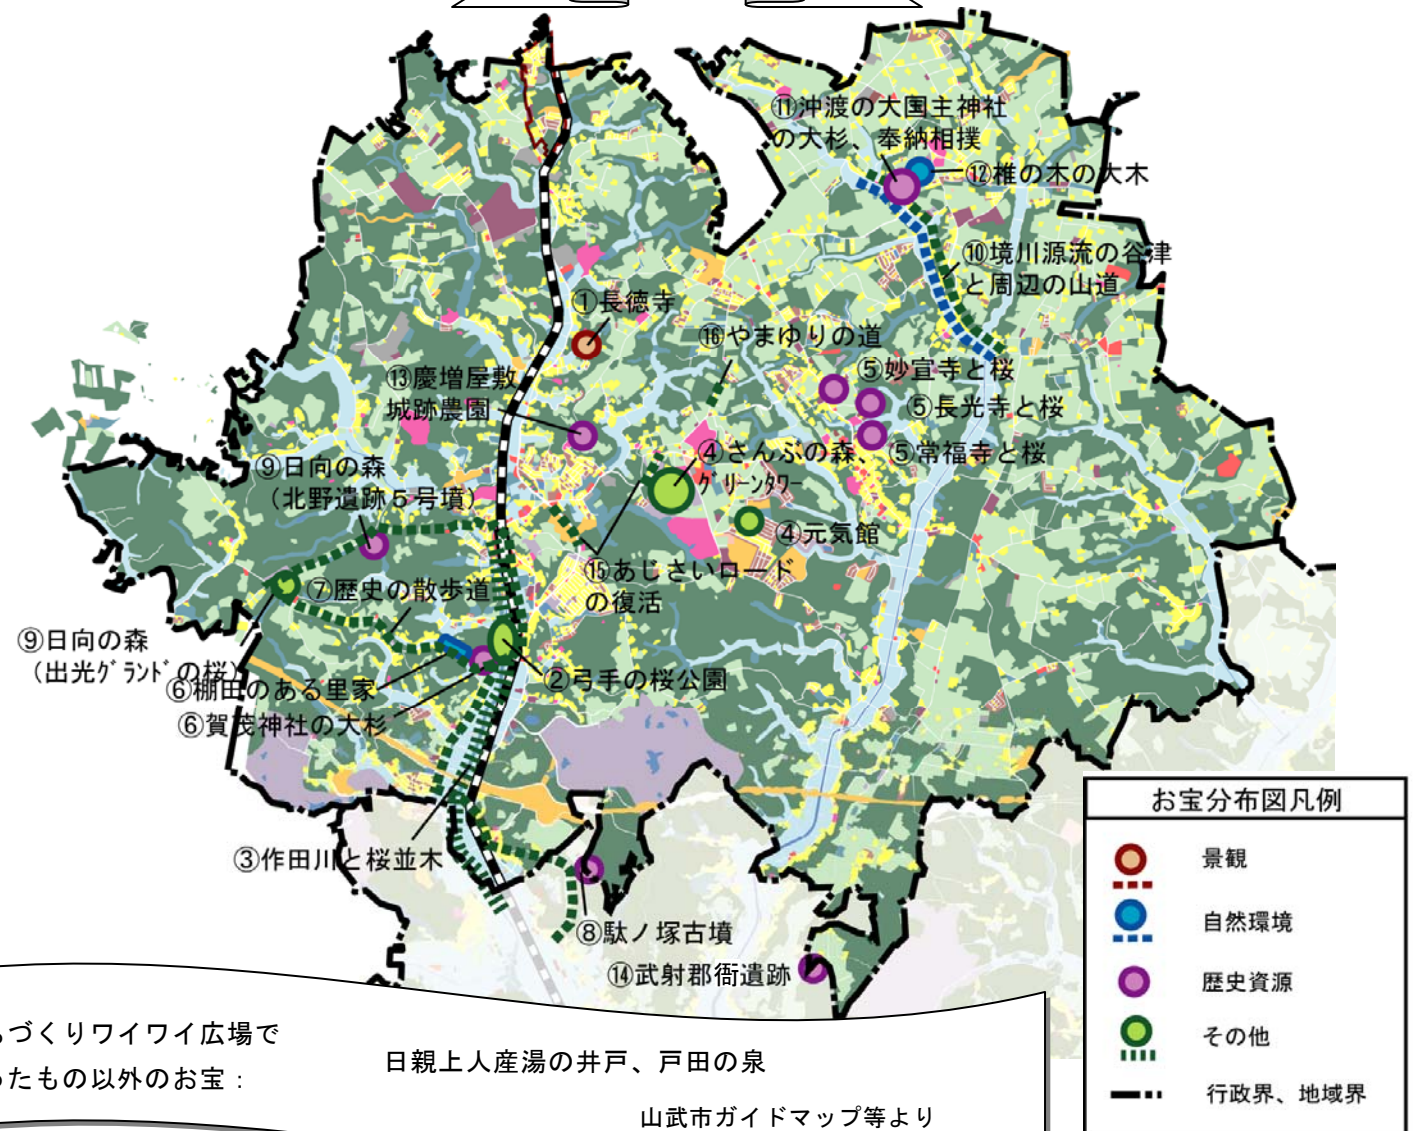 ⑪沖渡の大国主神社
の大杉、奉納相撲
⑫椎の木の大木
⑩境川源流の谷津
と周辺の山道
①長徳寺
⑯やまゆりの道
⑤妙宣寺と桜
⑬慶増屋敷
城跡農園
⑤長光寺と桜
④さんぶの森、
グリーンタワー
⑤常福寺と桜
⑨日向の森
（北野遺跡５号墳）
④元気館
⑮あじさいロード
の復活
⑦歴史の散歩道
⑨日向の森
（出光グランドの桜）
⑥棚田のある里家
②弓手の桜公園
⑥賀茂神社の大杉
③作田川と桜並木
⑧駄ノ塚古墳
⑭武射郡衙遺跡
お宝分布図凡例
景観
自然環境
歴史資源
その他
行政界、地域界
づくりワイワイ広場で
ったもの以外のお宝：
日親上人産湯の井戸、戸田の泉
山武市ガイドマップ等より